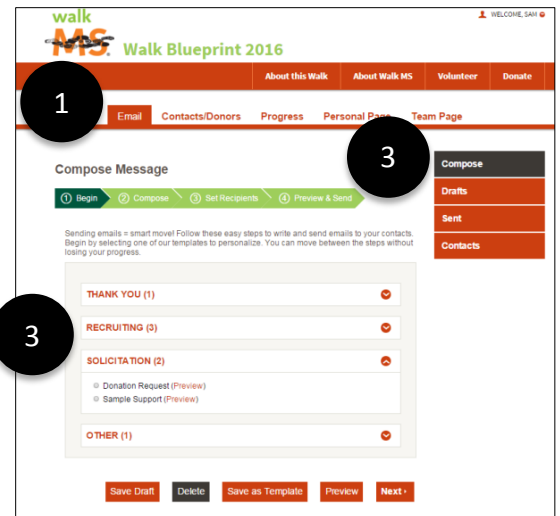 walk
MS
Walk Blueprint 2016
WELCOME, SAM
About this Walk About Walk MS Volunteer Donate
1
Email Contacts/Donors Progress Personal Page Team Page
3
Compose Message
Compose
Drafts
Sent
Contacts
1 Begin 2 Compose 3 Set Recipients 4 Preview & Send
Sending emails = smart move! Follow these easy steps to write and send emails to your contacts.
Begin by selecting one of our templates to personalize. You can move between the steps without
losing your progress.
THANK YOU (1)
3
RECRUITING (3)
SOLICITATION (2)
Donation Request (Preview)
Sample Support (Preview)
OTHER (1)
Save Draft Delete Save as Template Preview Next ›